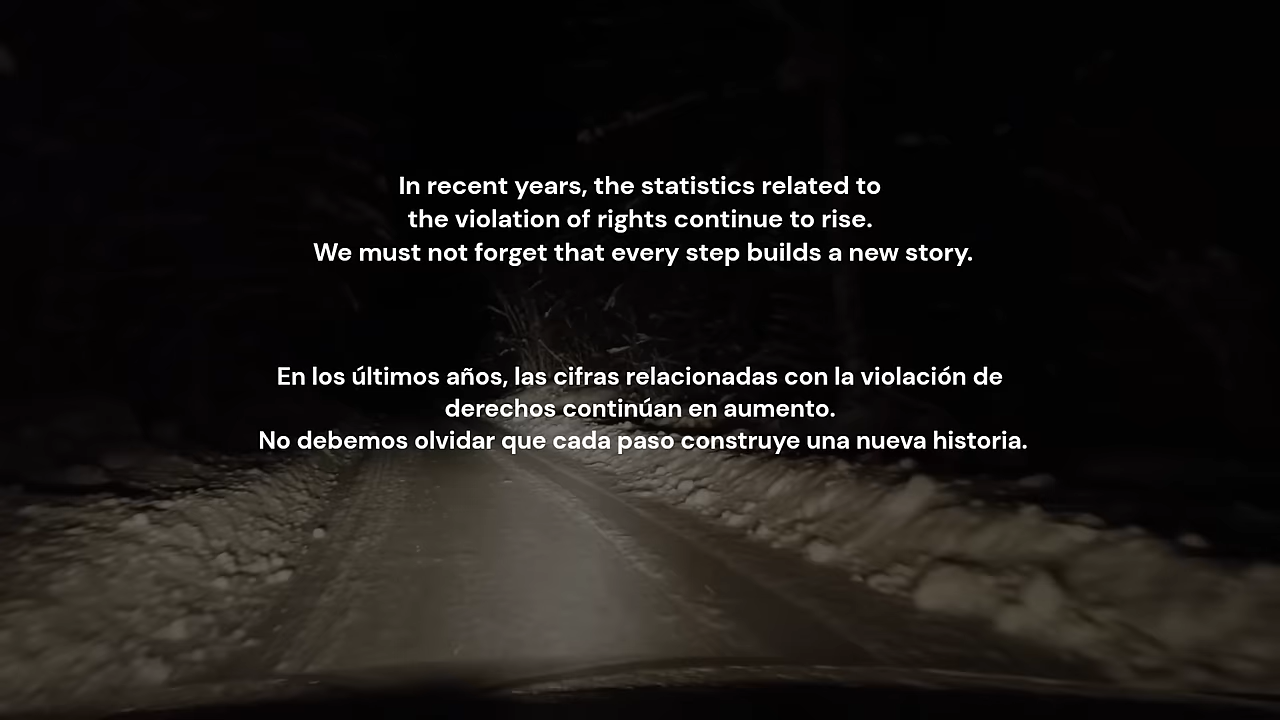 In recent years, the statistics related to
the violation of rights continue to rise.
We must not forget that every step builds a new story.
En los últimos años, las cifras relacionadas con la violación de
derechos continúan en aumento.
No debemos olvidar que cada paso construye una nueva historia.